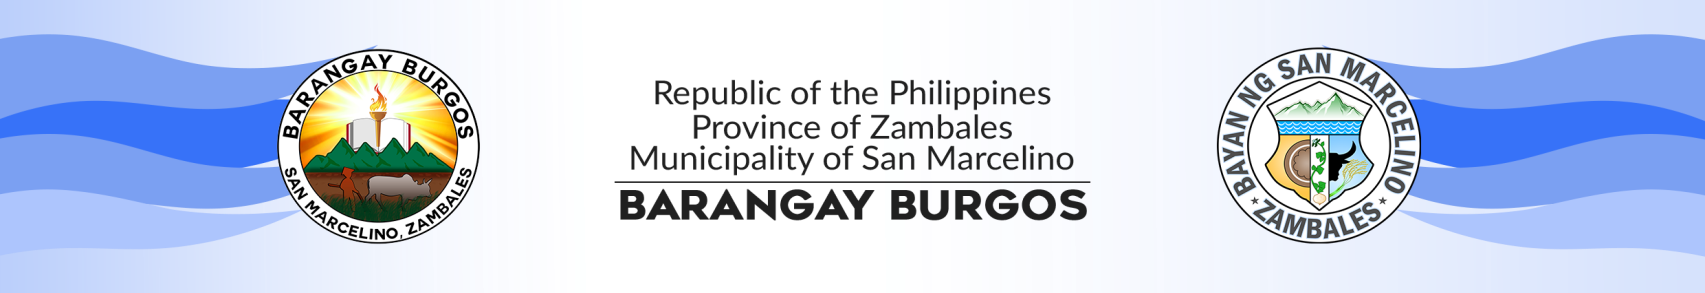 BARANGAY BURGOS
SAN MARCELINO, ZAMBALES
Republic of the Philippines
Province of Zambales
Municipality of San Marcelino
BARANGAY BURGOS
BAYAN NG SAN MARCELINO
ZAMBALES